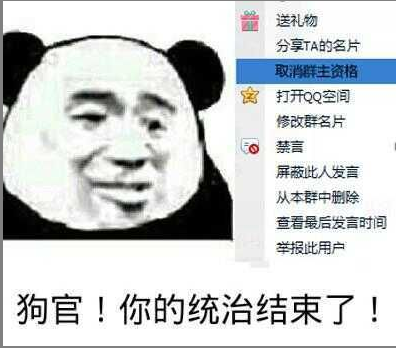 送礼物
分享TA的名片
取消群主资格
打开QQ空间
修改群名片
禁言
屏蔽此人发言
从本群中删除
查看最后发言时间
举报此用户
狗官！你的统治结束了！